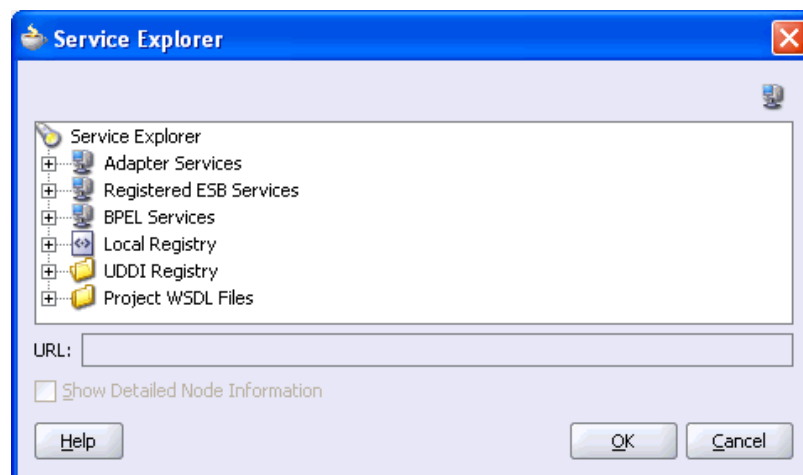 Service Explorer
Service Explorer
Adapter Services
Registered ESB Services
BPEL Services
Local Registry
UDDI Registry
Project WSDL Files
URL:
Show Detailed Node Information
Help OK Cancel